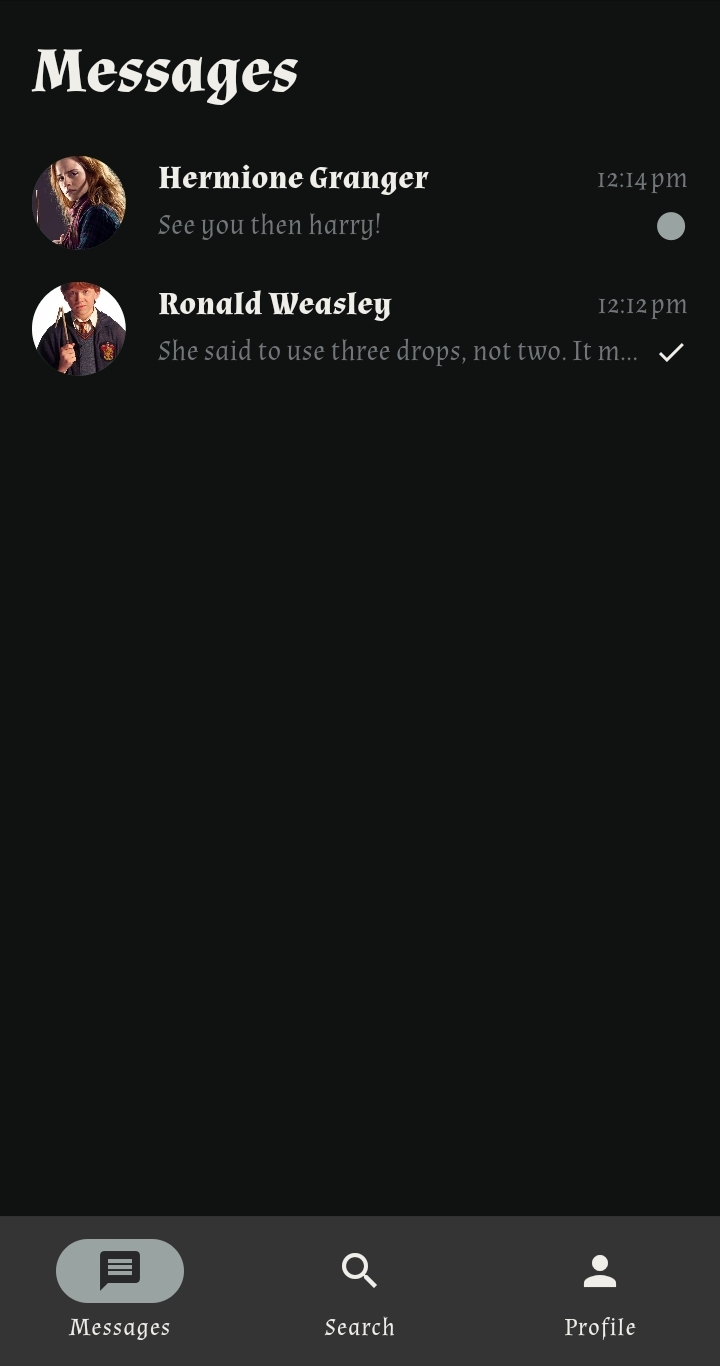 Messages
Hermione Granger
12:14 pm
See you then harry!
Ronald Weasley
12:12 pm
She said to use three drops, not two. It m...
Messages
Search
Profile